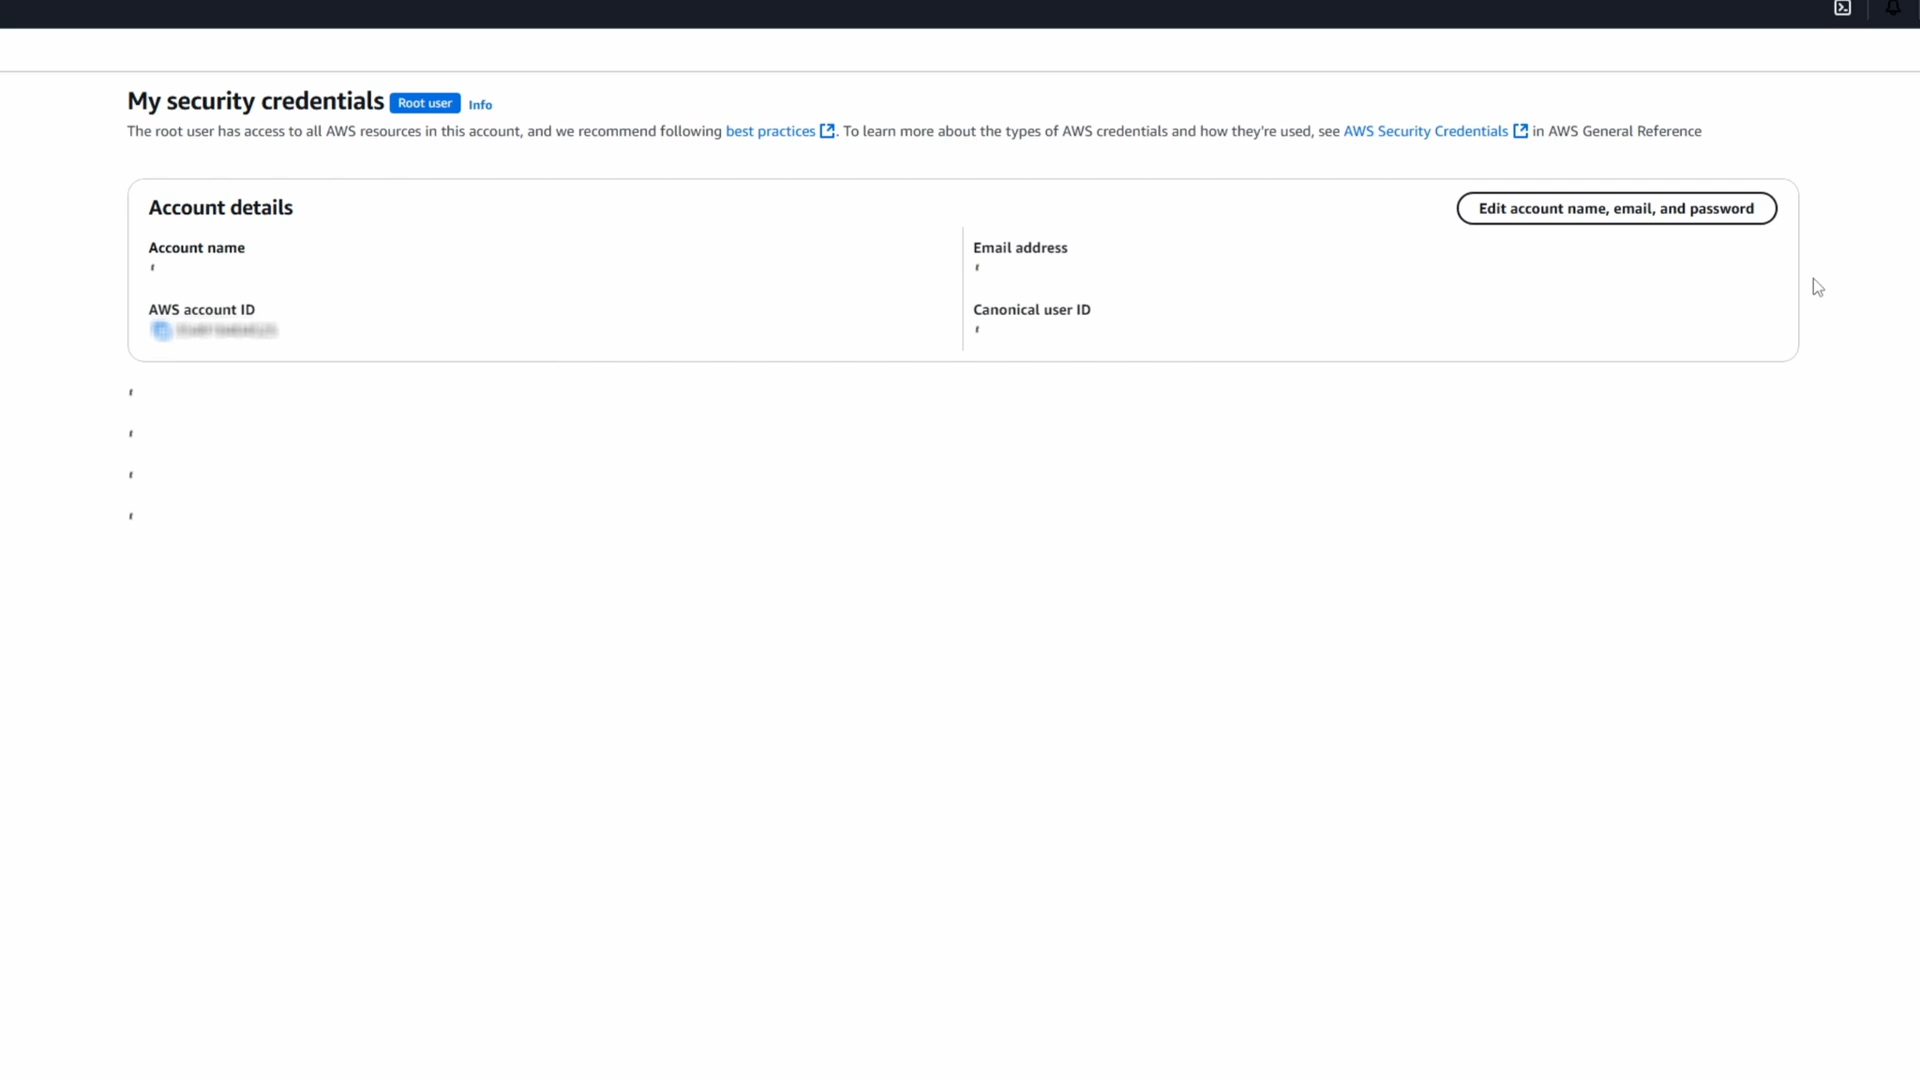 My security credentials Root user Info
The root user has access to all AWS resources in this account, and we recommend following best practices. To learn more about the types of AWS credentials and how they're used, see AWS Security Credentials in AWS General Reference
Account details
Edit account name, email, and password
Account name
Email address
AWS account ID
Canonical user ID